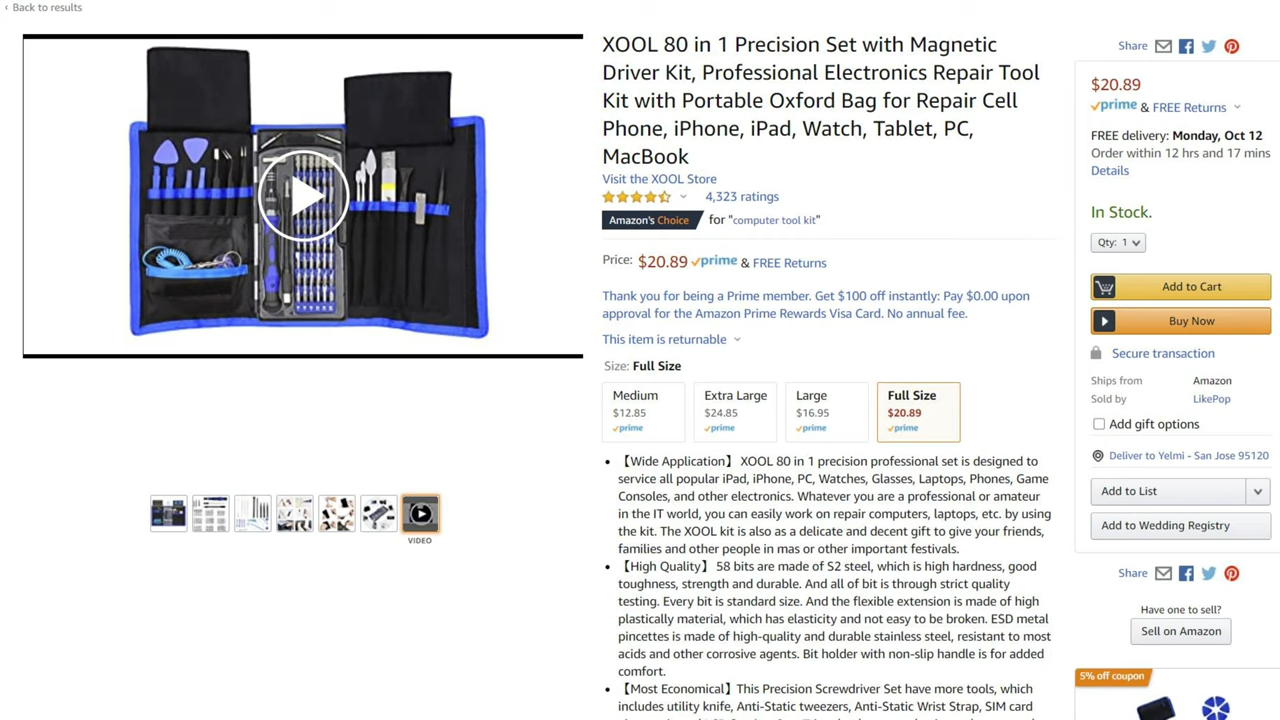 ‹ Back to results
XOOL 80 in 1 Precision Set with Magnetic
Driver Kit, Professional Electronics Repair Tool
Kit with Portable Oxford Bag for Repair Cell
Phone, iPhone, iPad, Watch, Tablet, PC,
MacBook
Visit the XOOL Store
4,323 ratings
Amazon's Choice for "computer tool kit"
Price: $20.89 prime & FREE Returns
Thank you for being a Prime member. Get $100 off instantly: Pay $0.00 upon
approval for the Amazon Prime Rewards Visa Card. No annual fee.
This item is returnable
Size: Full Size
Medium
$12.85
prime
Extra Large
$24.85
prime
Large
$16.95
prime
Full Size
$20.89
prime
• 【Wide Application】 XOOL 80 in 1 precision professional set is designed to
service all popular iPad, iPhone, PC, Watches, Glasses, Laptops, Phones, Game
Consoles, and other electronics. Whatever you are a professional or amateur
in the IT world, you can easily work on repair computers, laptops, etc. by using
the kit. The XOOL kit is also as a delicate and decent gift to give your friends,
families and other people in mas or other important festivals.
• 【High Quality】 58 bits are made of S2 steel, which is high hardness, good
toughness, strength and durable. And all of bit is through strict quality
testing. Every bit is standard size. And the flexible extension is made of high
plastically material, which has elasticity and not easy to be broken. ESD metal
pincettes is made of high-quality and durable stainless steel, resistant to most
acids and other corrosive agents. Bit holder with non-slip handle is for added
comfort.
• 【Most Economical】This Precision Screwdriver Set have more tools, which
includes utility knife, Anti-Static tweezers, Anti-Static Wrist Strap, SIM card
VIDEO
Share
$20.89
prime & FREE Returns
FREE delivery: Monday, Oct 12
Order within 12 hrs and 17 mins
Details
In Stock.
Qty: 1
Add to Cart
Buy Now
Secure transaction
Ships from Amazon
Sold by LikePop
Add gift options
Deliver to Yelmi - San Jose 95120
Add to List
Add to Wedding Registry
Share
Have one to sell?
Sell on Amazon
5% off coupon